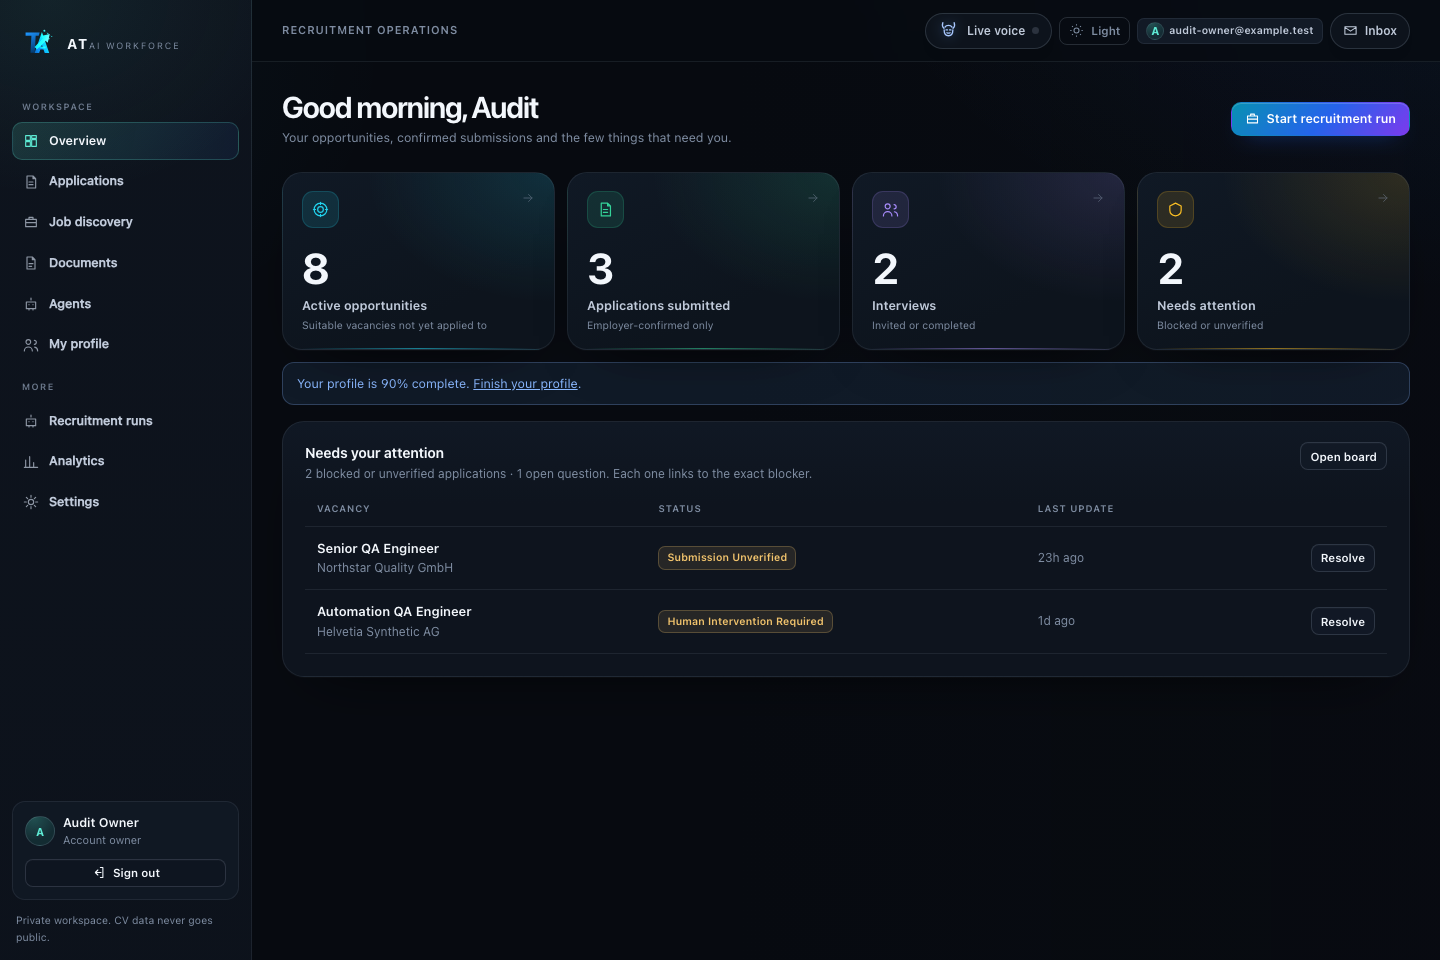 AT AI WORKFORCE
RECRUITMENT OPERATIONS
Live voice
Light
A audit-owner@example.test
Inbox
WORKSPACE
Overview
Applications
Job discovery
Documents
Agents
My profile
MORE
Recruitment runs
Analytics
Settings
A
Audit Owner
Account owner
Sign out
Private workspace. CV data never goes
public.
Good morning, Audit
Your opportunities, confirmed submissions and the few things that need you.
Start recruitment run
8
Active opportunities
Suitable vacancies not yet applied to
3
Applications submitted
Employer-confirmed only
2
Interviews
Invited or completed
2
Needs attention
Blocked or unverified
Your profile is 90% complete. Finish your profile.
Needs your attention
2 blocked or unverified applications · 1 open question. Each one links to the exact blocker.
Open board
VACANCY STATUS LAST UPDATE
Senior QA Engineer
Northstar Quality GmbH
Submission Unverified
23h ago
Resolve
Automation QA Engineer
Helvetia Synthetic AG
Human Intervention Required
1d ago
Resolve